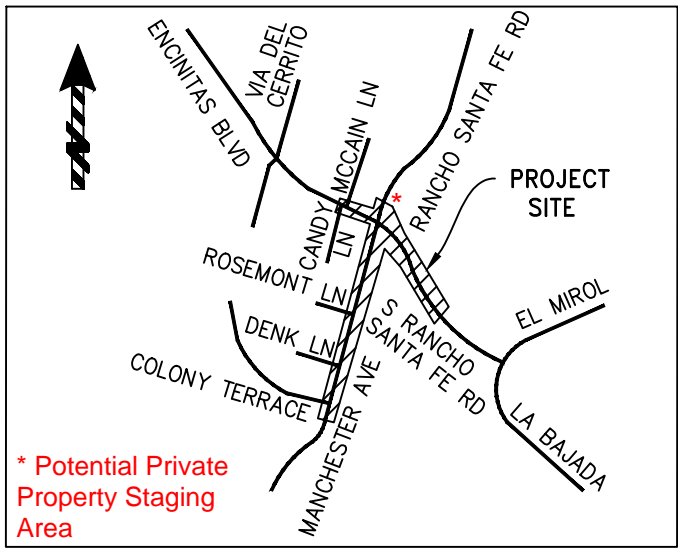 ENCINITAS BLVD
VIA DEL
CERRITO
MCCAIN LN
RANCHO SANTA FE RD
N
*
PROJECT
SITE
CANDY
LN
ROSEMONT LN
DENK LN
COLONY TERRACE
MANCHESTER AVE
S RANCHO
SANTA FE RD
EL MIROL
LA BAJADA
* Potential Private
Property Staging
Area